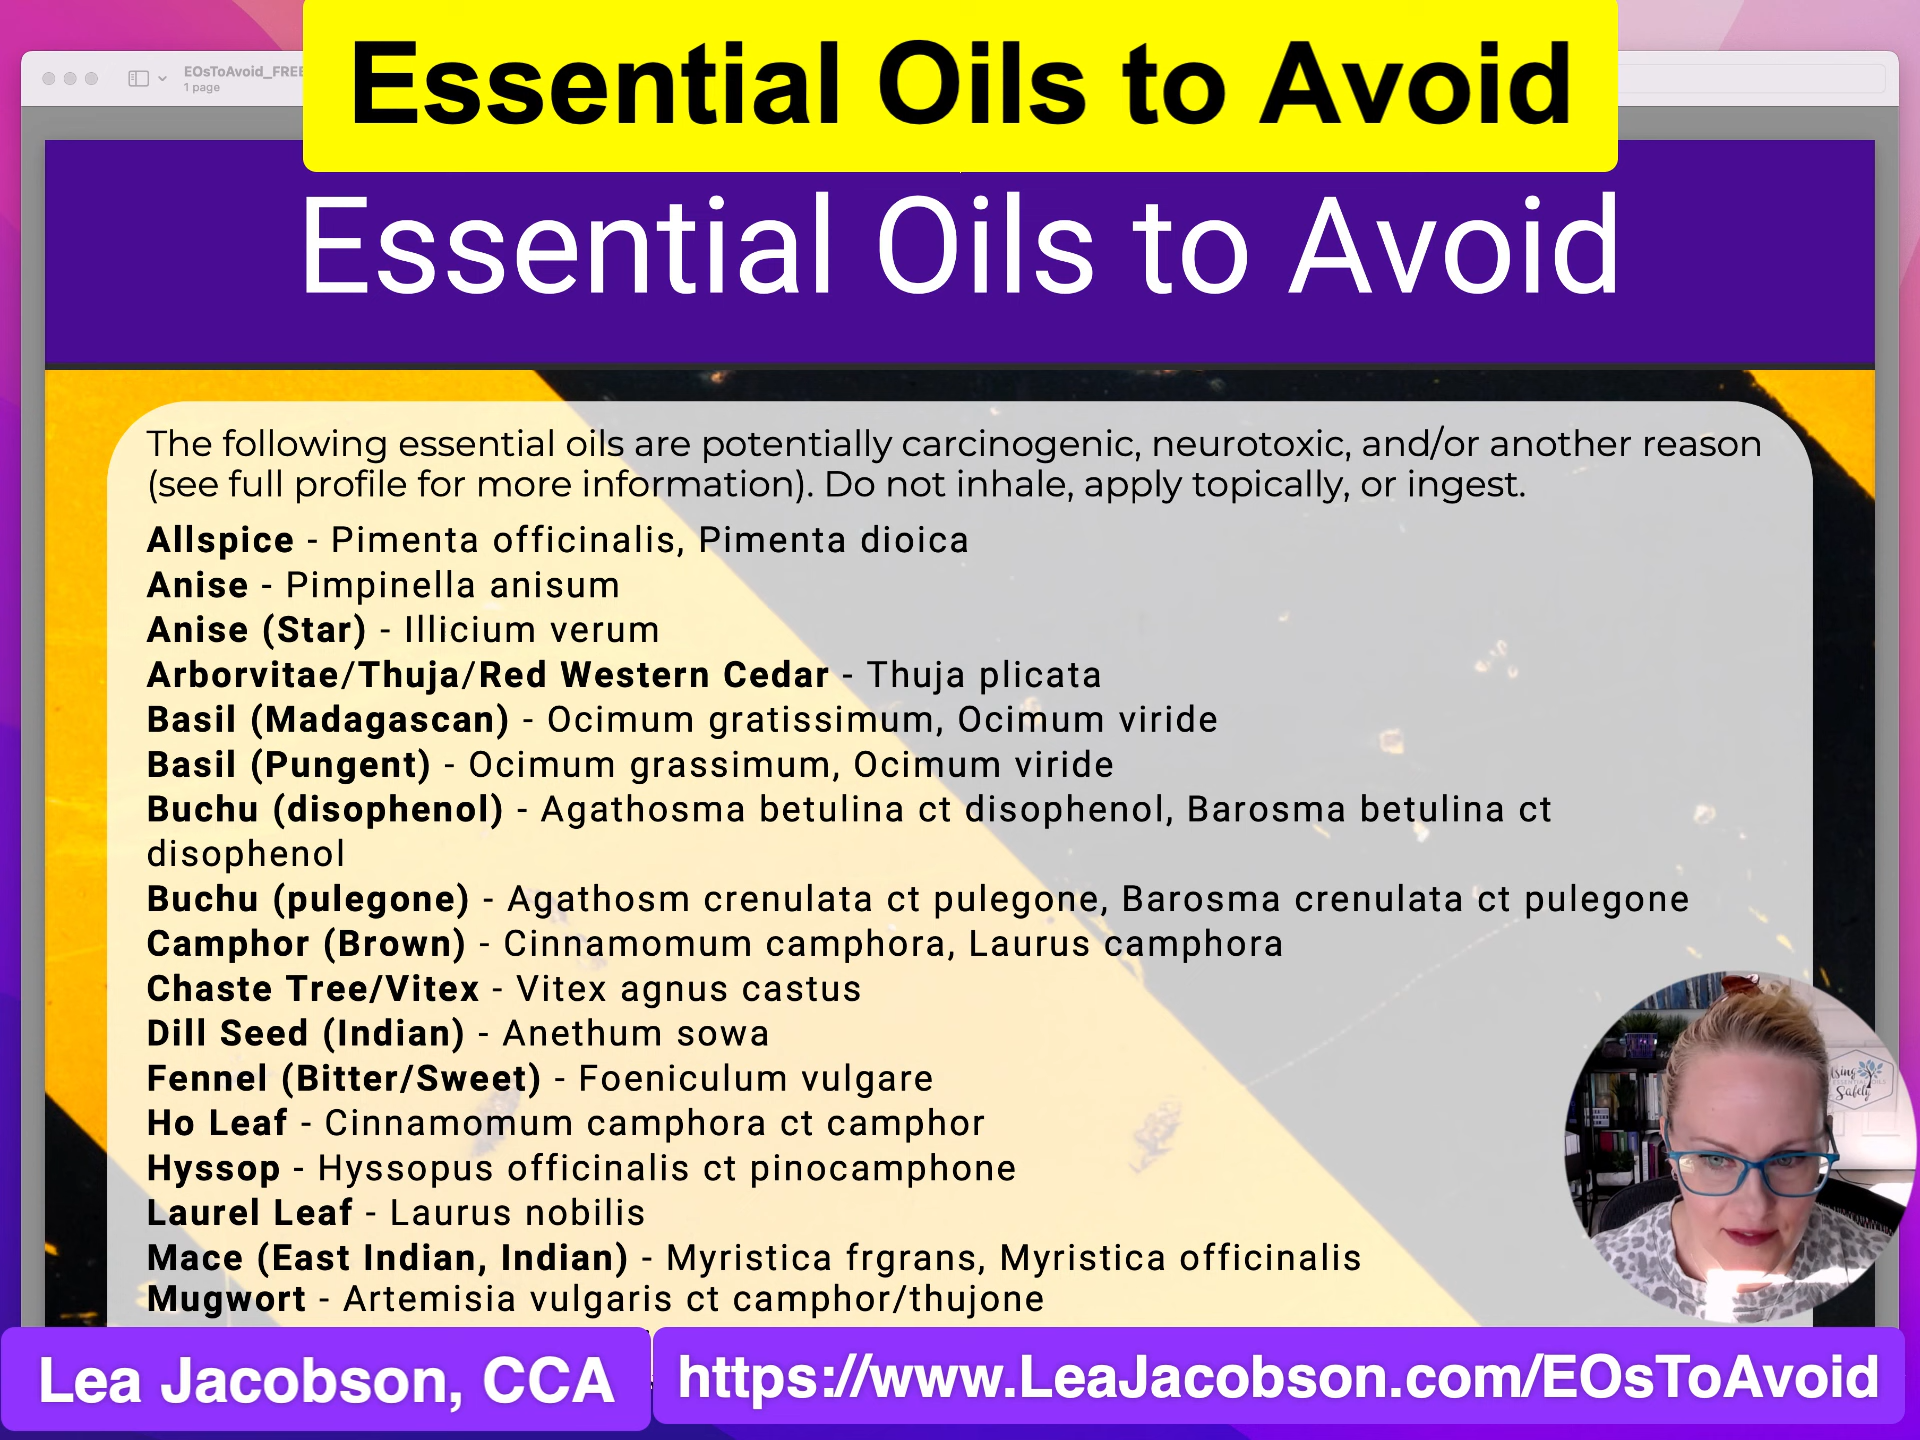 Essential Oils to Avoid
EOsToAvoid_FREE
1 page
Essential Oils to Avoid
The following essential oils are potentially carcinogenic, neurotoxic, and/or another reason
(see full profile for more information). Do not inhale, apply topically, or ingest.
Allspice - Pimenta officinalis, Pimenta dioica
Anise - Pimpinella anisum
Anise (Star) - Illicium verum
Arborvitae/Thuja/Red Western Cedar - Thuja plicata
Basil (Madagascan) - Ocimum gratissimum, Ocimum viride
Basil (Pungent) - Ocimum grassimum, Ocimum viride
Buchu (disophenol) - Agathosma betulina ct disophenol, Barosma betulina ct
disophenol
Buchu (pulegone) - Agathosm crenulata ct pulegone, Barosma crenulata ct pulegone
Camphor (Brown) - Cinnamomum camphora, Laurus camphora
Chaste Tree/Vitex - Vitex agnus castus
Dill Seed (Indian) - Anethum sowa
Fennel (Bitter/Sweet) - Foeniculum vulgare
Ho Leaf - Cinnamomum camphora ct camphor
Hyssop - Hyssopus officinalis ct pinocamphone
Laurel Leaf - Laurus nobilis
Mace (East Indian, Indian) - Myristica frgrans, Myristica officinalis
Mugwort - Artemisia vulgaris ct camphor/thujone
Using
ESSENTIAL OILS
Safely
Lea Jacobson, CCA
https://www.LeaJacobson.com/EOsToAvoid